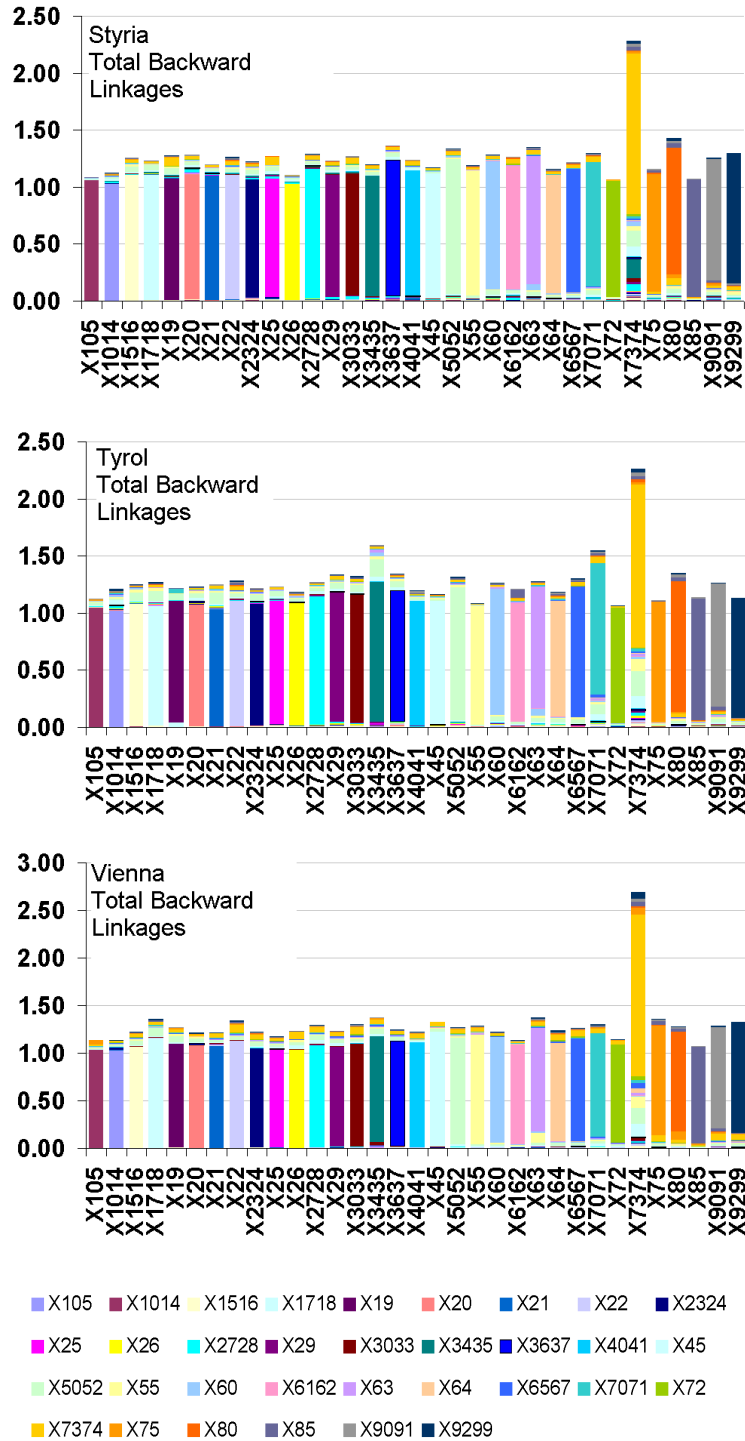 2.50
Styria
Total Backward
Linkages
2.00
1.50
1.00
0.50
0.00
X105 X1014 X1516 X1718 X19 X20 X21 X22 X2324 X25 X26 X2728 X29 X3033 X3435 X3637 X4041 X45 X5052 X55 X60 X6162 X63 X64 X6567 X7071 X72 X7374 X75 X80 X85 X9091 X9299
2.50
Tyrol
Total Backward
Linkages
2.00
1.50
1.00
0.50
0.00
X105 X1014 X1516 X1718 X19 X20 X21 X22 X2324 X25 X26 X2728 X29 X3033 X3435 X3637 X4041 X45 X5052 X55 X60 X6162 X63 X64 X6567 X7071 X72 X7374 X75 X80 X85 X9091 X9299
3.00
Vienna
Total Backward
Linkages
2.50
2.00
1.50
1.00
0.50
0.00
X105 X1014 X1516 X1718 X19 X20 X21 X22 X2324 X25 X26 X2728 X29 X3033 X3435 X3637 X4041 X45 X5052 X55 X60 X6162 X63 X64 X6567 X7071 X72 X7374 X75 X80 X85 X9091 X9299
X105 X1014 X1516 X1718 X19 X20 X21 X22 X2324
X25 X26 X2728 X29 X3033 X3435 X3637 X4041 X45
X5052 X55 X60 X6162 X63 X64 X6567 X7071 X72
X7374 X75 X80 X85 X9091 X9299